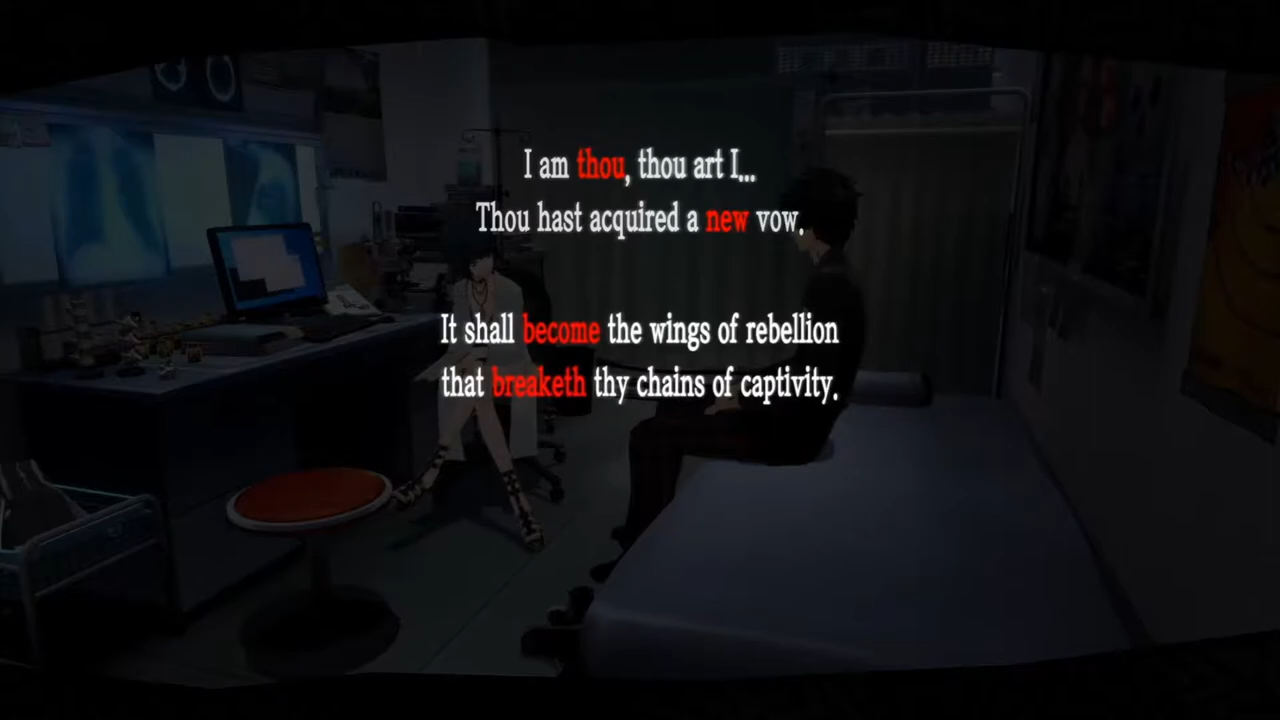 I am thou, thou art I...
Thou hast acquired a new vow.
It shall become the wings of rebellion
that breaketh thy chains of captivity.